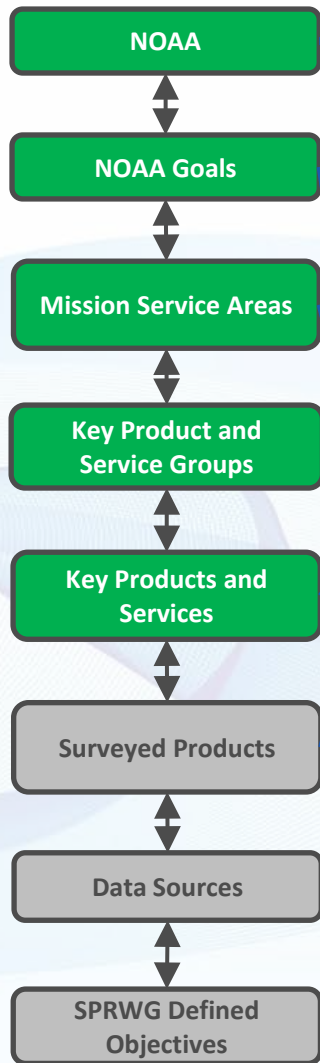 NOAA
NOAA Goals
Mission Service Areas
Key Product and
Service Groups
Key Products and
Services
Surveyed Products
Data Sources
SPRWG Defined
Objectives